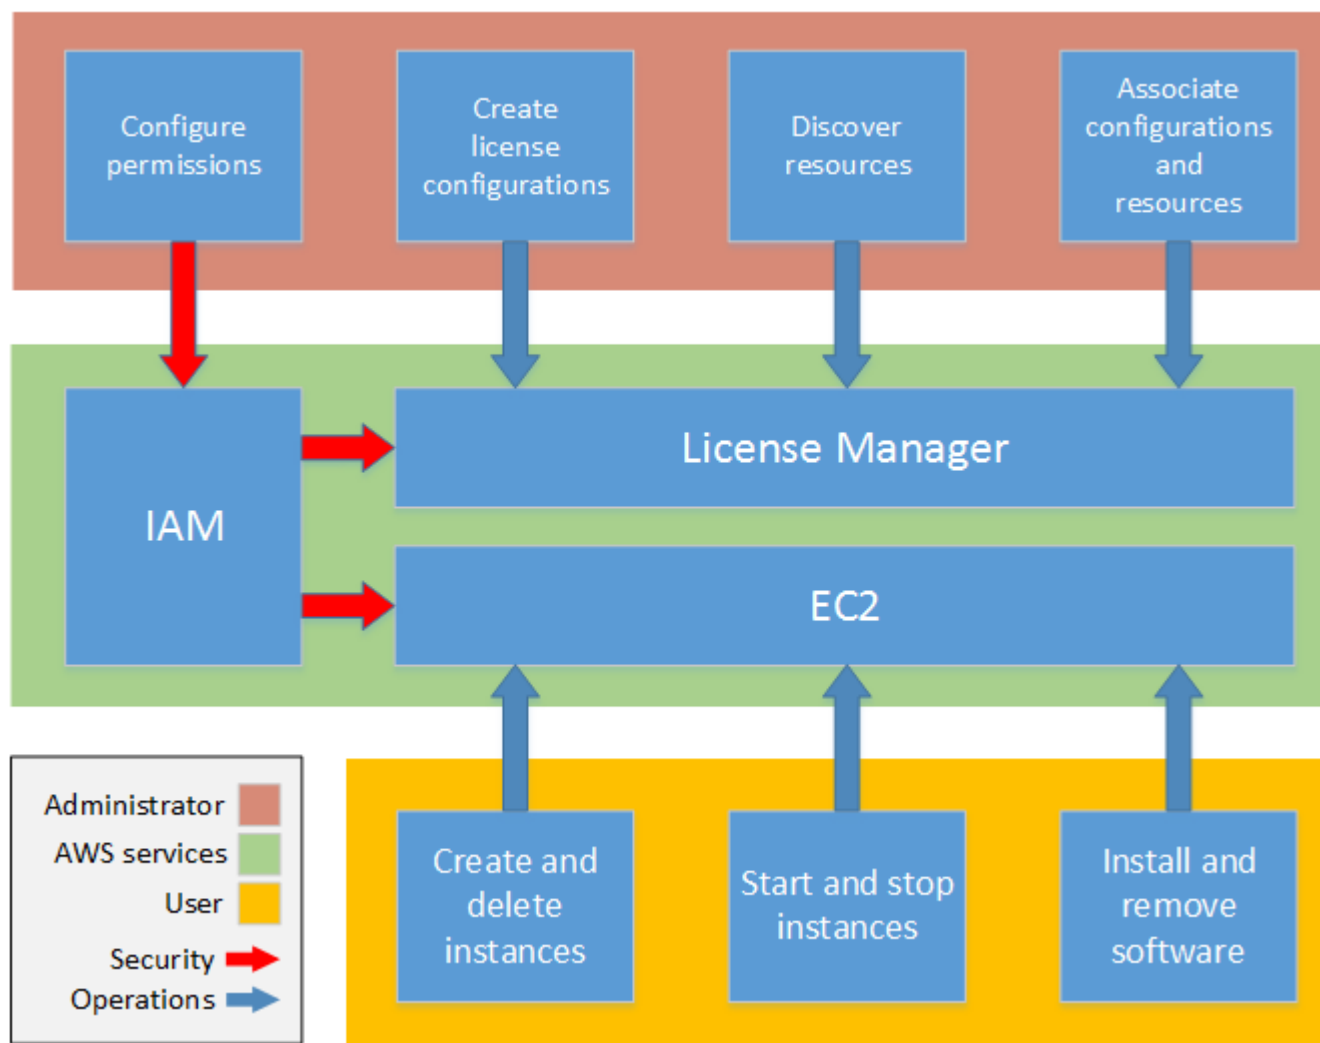 Configure
permissions
Create
license
configurations
Discover
resources
Associate
configurations
and
resources
IAM
License Manager
EC2
Administrator
AWS services
User
Security
Operations
Create and
delete
instances
Start and stop
instances
Install and
remove
software